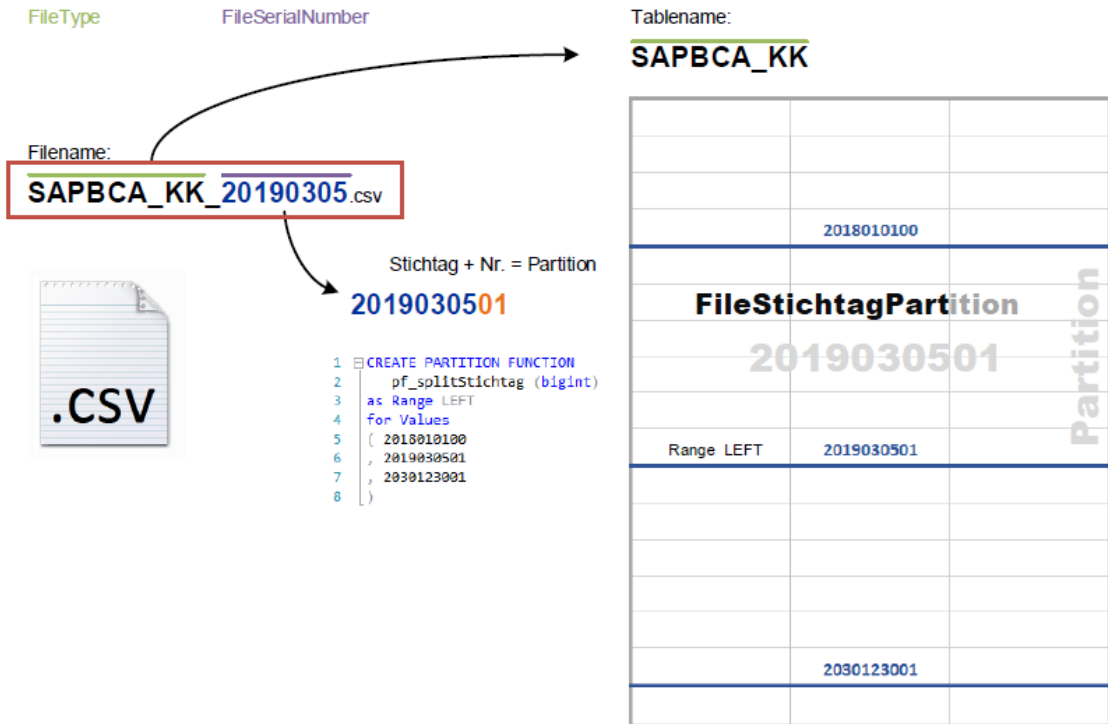 FileType
FileSerialNumber
Filename:
SAPBCA_KK_20190305.csv
.CSV
Stichtag + Nr. = Partition
2019030501
1 CREATE PARTITION FUNCTION
2 pf_splitStichtag (bigint)
3 as Range LEFT
4 for Values
5 ( 2018010100
6 , 2019030501
7 , 2030123001
8 )
Tablename:
SAPBCA_KK
2018010100
FileStichtagPartition
2019030501
Partition
Range LEFT 2019030501
2030123001